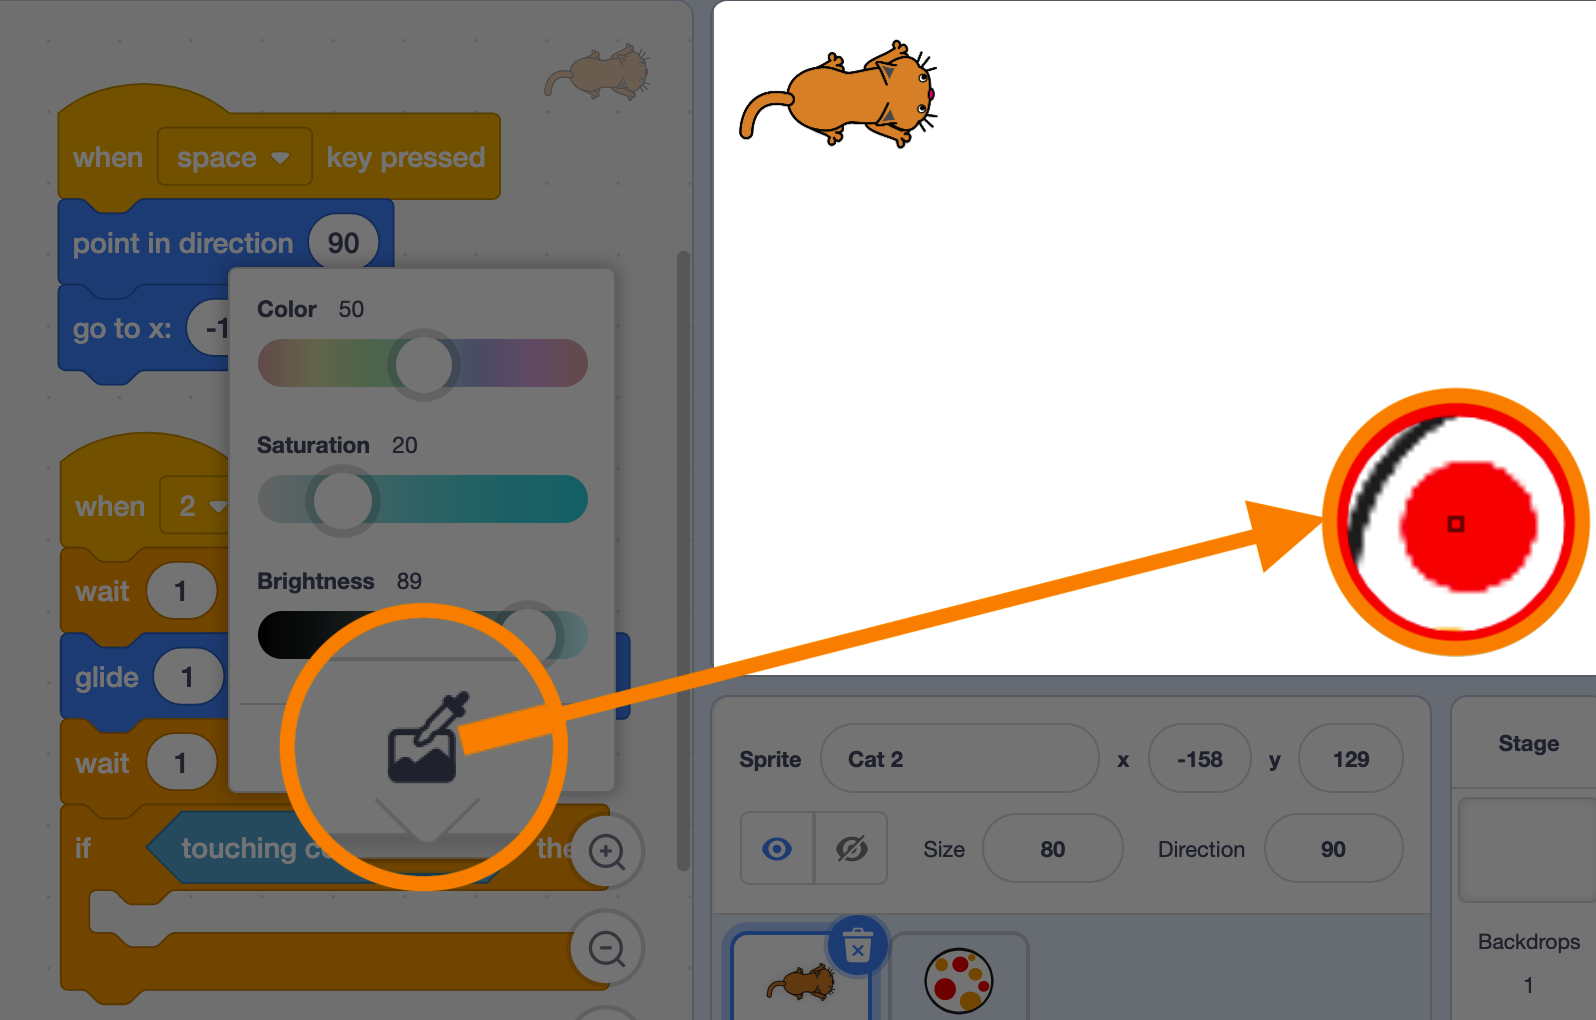 when space key pressed
point in direction 90
go to x: -1
Color 50
Saturation 20
Brightness 89
when 2
wait 1
glide 1
wait 1
if touching c the
Sprite Cat 2 x -158 y 129
Size 80 Direction 90
Stage
Backdrops
1